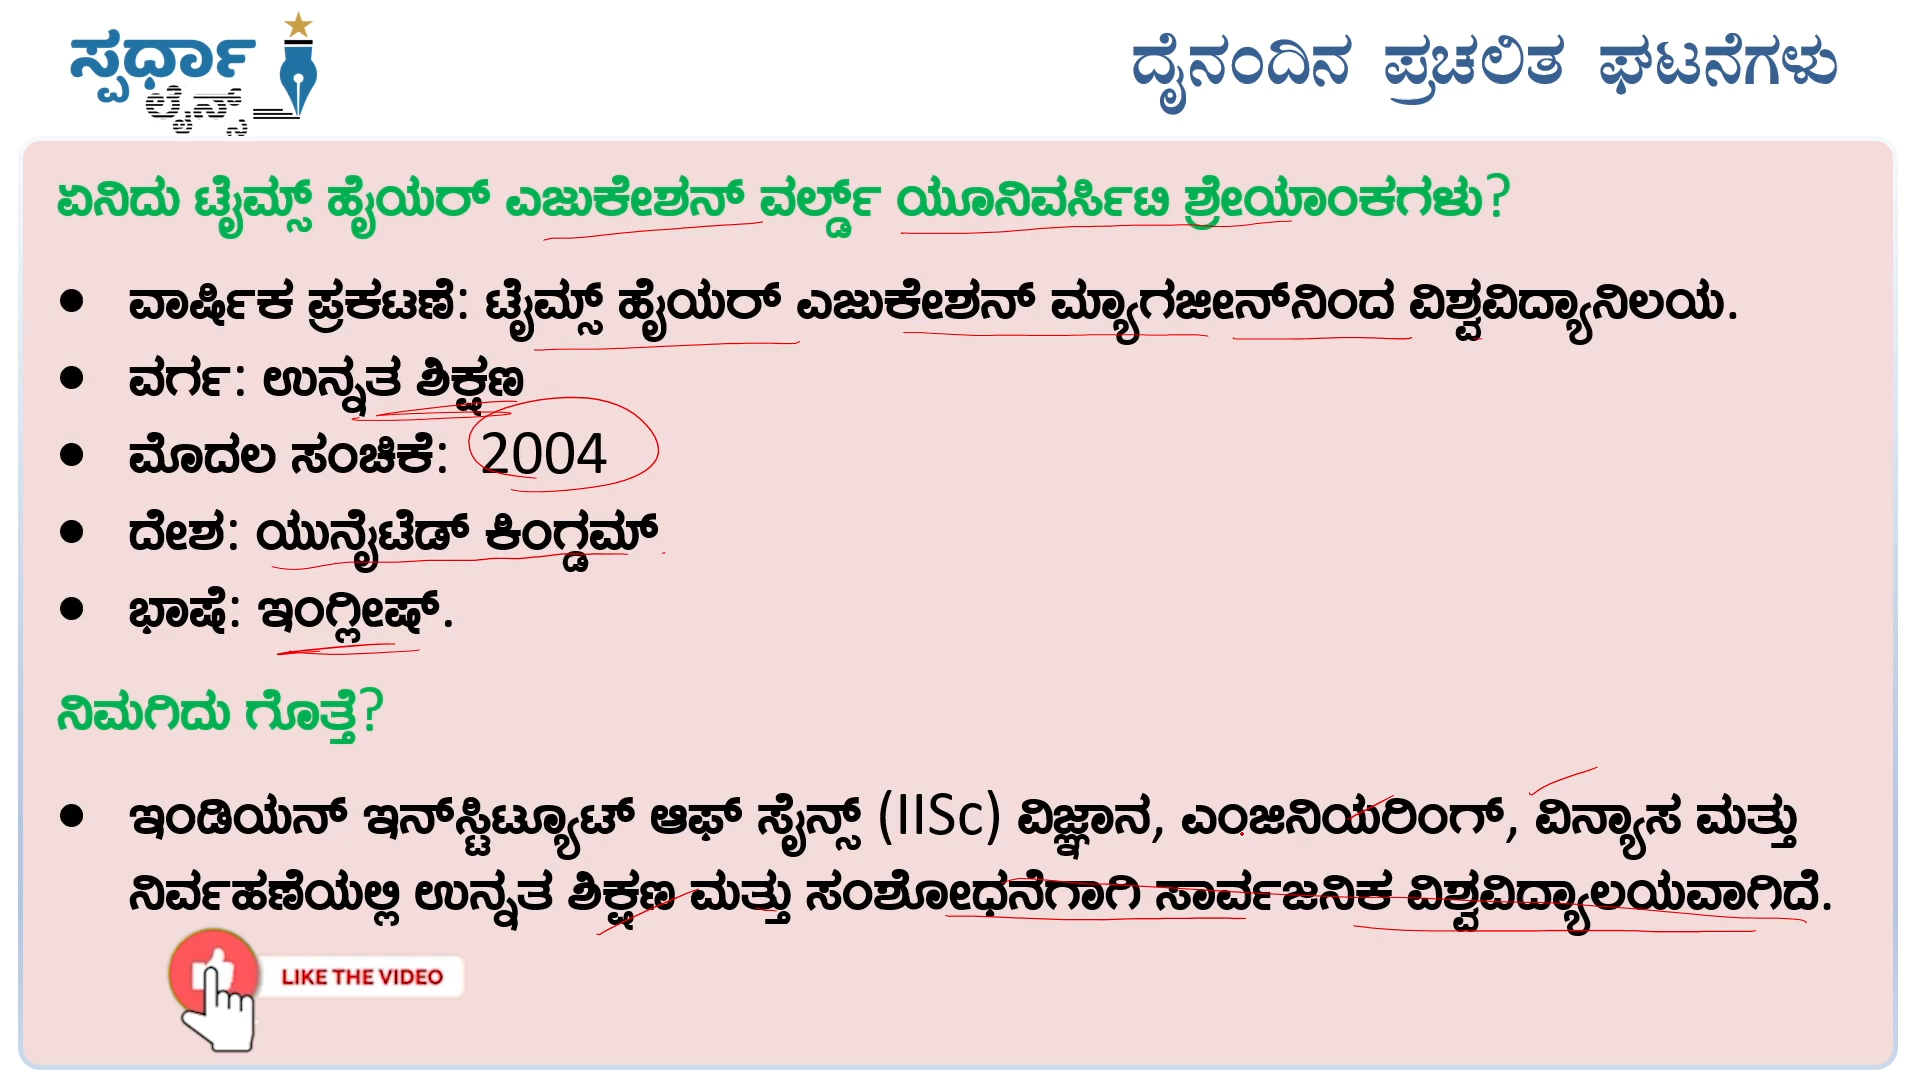 ಸ್ಪರ್ಧಾ
ಲೈನ್ಸ್
ದೈನಂದಿನ ಪ್ರಚಲಿತ ಘಟನೆಗಳು
ಏನಿದು ಟೈಮ್ಸ್ ಹೈಯರ್ ಎಜುಕೇಶನ್ ವರ್ಲ್ಡ್ ಯೂನಿವರ್ಸಿಟಿ ಶ್ರೇಯಾಂಕಗಳು?
● ವಾರ್ಷಿಕ ಪ್ರಕಟಣೆ: ಟೈಮ್ಸ್ ಹೈಯರ್ ಎಜುಕೇಶನ್ ಮ್ಯಾಗಜೀನ್‌ನಿಂದ ವಿಶ್ವವಿದ್ಯಾನಿಲಯ.
● ವರ್ಗ: ಉನ್ನತ ಶಿಕ್ಷಣ
● ಮೊದಲ ಸಂಚಿಕೆ: 2004
● ದೇಶ: ಯುನೈಟೆಡ್ ಕಿಂಗ್ಡಮ್
● ಭಾಷೆ: ಇಂಗ್ಲೀಷ್.
ನಿಮಗಿದು ಗೊತ್ತೆ?
● ಇಂಡಿಯನ್ ಇನ್‌ಸ್ಟಿಟ್ಯೂಟ್ ಆಫ್ ಸೈನ್ಸ್ (IISc) ವಿಜ್ಞಾನ, ಎಂಜಿನಿಯರಿಂಗ್, ವಿನ್ಯಾಸ ಮತ್ತು
ನಿರ್ವಹಣೆಯಲ್ಲಿ ಉನ್ನತ ಶಿಕ್ಷಣ ಮತ್ತು ಸಂಶೋಧನೆಗಾಗಿ ಸಾರ್ವಜನಿಕ ವಿಶ್ವವಿದ್ಯಾಲಯವಾಗಿದೆ.
LIKE THE VIDEO